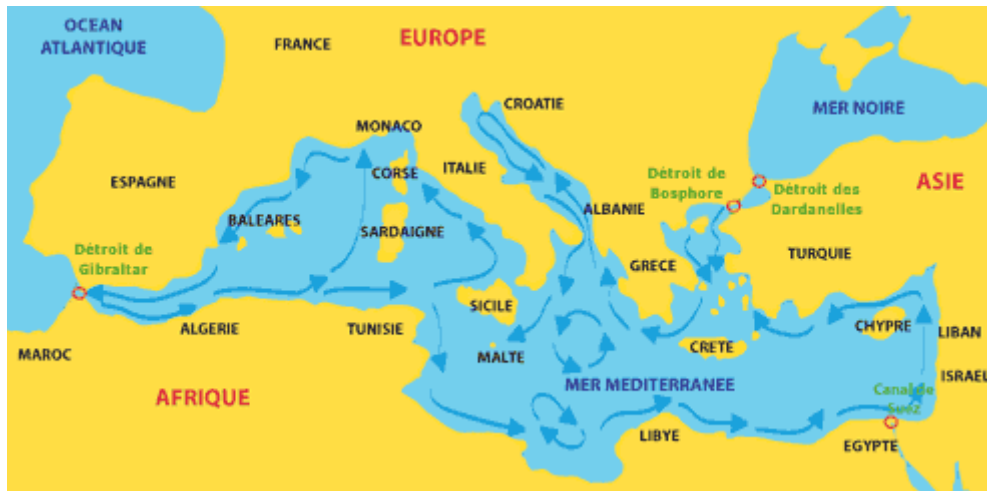 OCEAN
ATLANTIQUE
FRANCE
EUROPE
CROATIE
MER NOIRE
MONACO
ITALIE
CORSE
ESPAGNE
Détroit de
Bosphore
ASIE
Détroit des
Dardanelles
BALEARES
SARDAIGNE
ALBANIE
Détroit de
Gibraltar
GRECE
TURQUIE
SICILE
ALGERIE
TUNISIE
CHYPRE
LIBAN
MAROC
MALTE
CRETE
ISRAEL
AFRIQUE
MER MEDITERRANEE
Canal de
Suez
LIBYE
EGYPTE